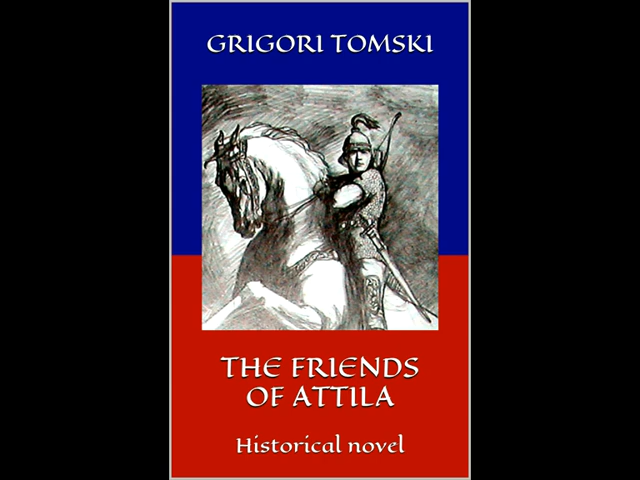 GRIGORI TOMSKI
THE FRIENDS
OF ATTILA
Historical novel